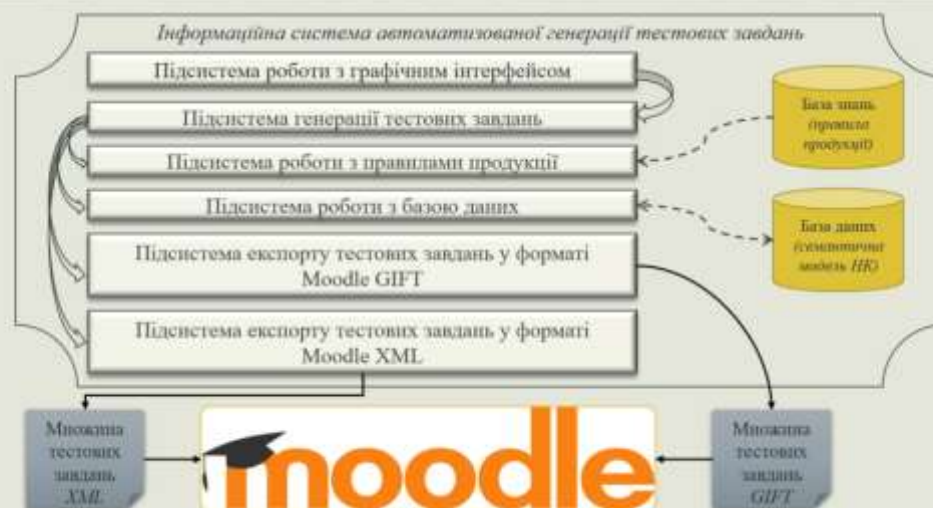 Інформаційна система автоматизованої генерації тестових завдань
Підсистема роботи з графічним інтерфейсом
Підсистема генерації тестових завдань
Підсистема роботи з правилами продукції
Підсистема роботи з базою даних
Підсистема експорту тестових завдань у форматі
Moodle GIFT
Підсистема експорту тестових завдань у форматі
Moodle XML
База знань
(правила
продукції)
База даних
(семантична
модель НК)
Множина
тестових
завдань
XML
moodle
Множина
тестових
завдань
GIFT